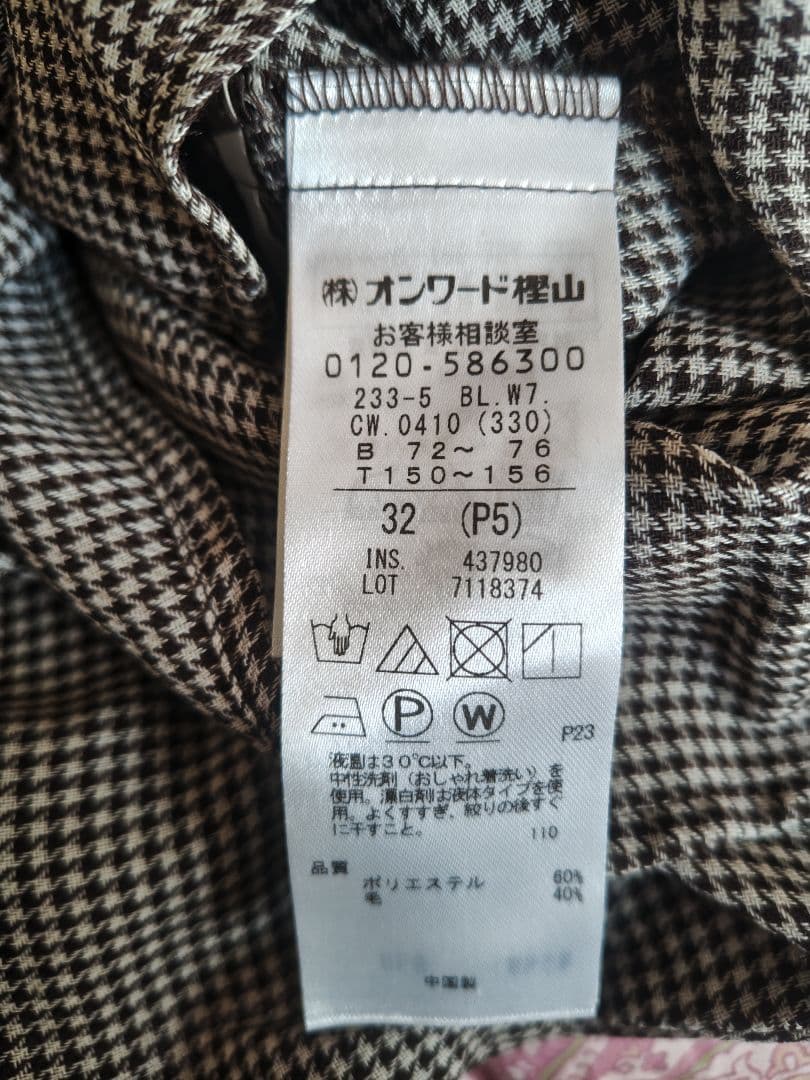 (株)オンワード樫山
お客様相談室
0120-586300
233-5 BL.W7.
CW.0410 (330)
B 72～ 76
T150～156
32 (P5)
INS. 437980
LOT 7118374
P
W
P23
液温は30℃以下。
中性洗剤(おしゃれ着洗い)を
使用。漂白剤は液体タイプを使
用。よくすすぎ、絞りの後すぐ
に干すこと。
110
品質
ポリエステル 60%
毛 40%
中国製